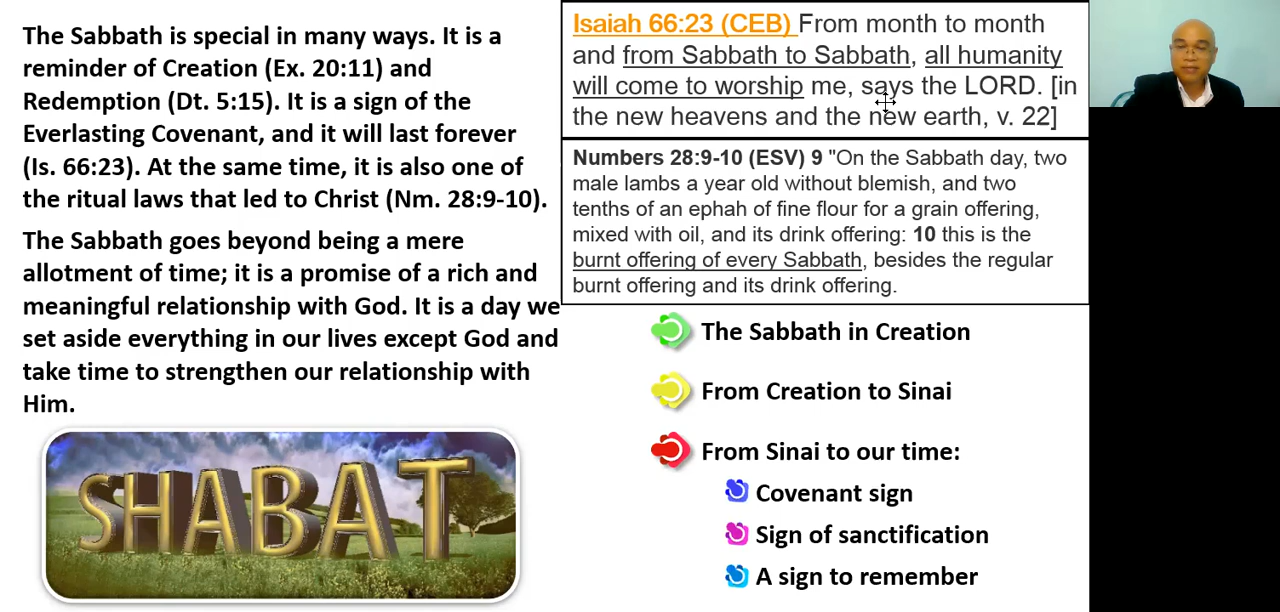 The Sabbath is special in many ways. It is a
reminder of Creation (Ex. 20:11) and
Redemption (Dt. 5:15). It is a sign of the
Everlasting Covenant, and it will last forever
(Is. 66:23). At the same time, it is also one of
the ritual laws that led to Christ (Nm. 28:9-10).
The Sabbath goes beyond being a mere
allotment of time; it is a promise of a rich and
meaningful relationship with God. It is a day we
set aside everything in our lives except God and
take time to strengthen our relationship with
Him.
SHABAT
Isaiah 66:23 (CEB) From month to month
and from Sabbath to Sabbath, all humanity
will come to worship me, says the LORD. [in
the new heavens and the new earth, v. 22]
Numbers 28:9-10 (ESV) 9 "On the Sabbath day, two
male lambs a year old without blemish, and two
tenths of an ephah of fine flour for a grain offering,
mixed with oil, and its drink offering: 10 this is the
burnt offering of every Sabbath, besides the regular
burnt offering and its drink offering.
The Sabbath in Creation
From Creation to Sinai
From Sinai to our time:
Covenant sign
Sign of sanctification
A sign to remember